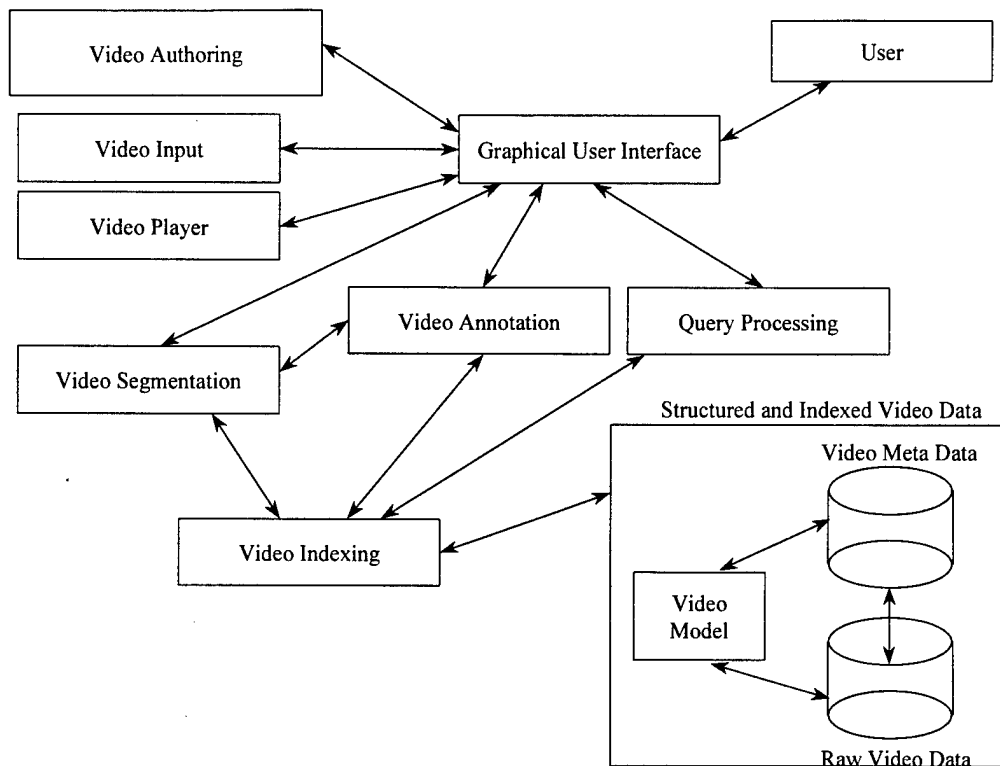 Video Authoring
User
Video Input
Graphical User Interface
Video Player
Video Annotation
Query Processing
Video Segmentation
Structured and Indexed Video Data
Video Meta Data
Video Indexing
Video
Model
Raw Video Data